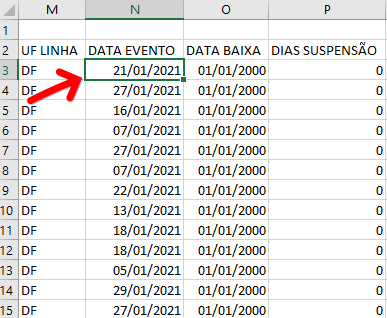 M N O P
1
2 UF LINHA DATA EVENTO DATA BAIXA DIAS SUSPENSÃO
3 DF 21/01/2021 01/01/2000 0
4 DF 27/01/2021 01/01/2000 0
5 DF 16/01/2021 01/01/2000 0
6 DF 07/01/2021 01/01/2000 0
7 DF 27/01/2021 01/01/2000 0
8 DF 07/01/2021 01/01/2000 0
9 DF 22/01/2021 01/01/2000 0
10 DF 13/01/2021 01/01/2000 0
11 DF 18/01/2021 01/01/2000 0
12 DF 18/01/2021 01/01/2000 0
13 DF 05/01/2021 01/01/2000 0
14 DF 29/01/2021 01/01/2000 0
15 DF 27/01/2021 01/01/2000 0